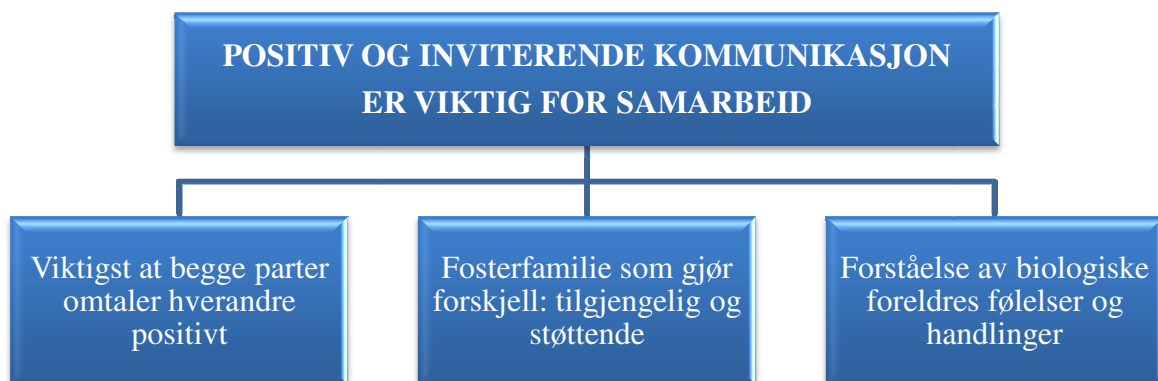 POSITIV OG INVITERENDE KOMMUNIKASJON
ER VIKTIG FOR SAMARBEID
Viktigst at begge parter
omtaler hverandre
positivt
Fosterfamilie som gjør
forskjell: tilgjengelig og
støttende
Forståelse av biologiske
foreldres følelser og
handlinger